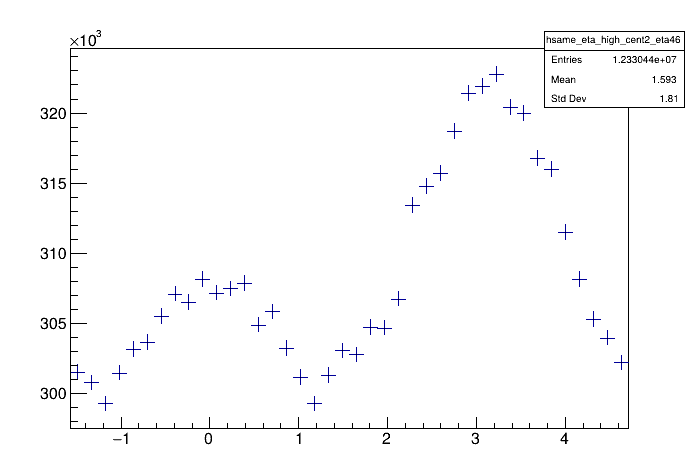 ×10³
hsame_eta_high_cent2_eta46
Entries 1.233044e+07
Mean 1.593
Std Dev 1.81
320
315
310
305
300
−1 0 1 2 3 4